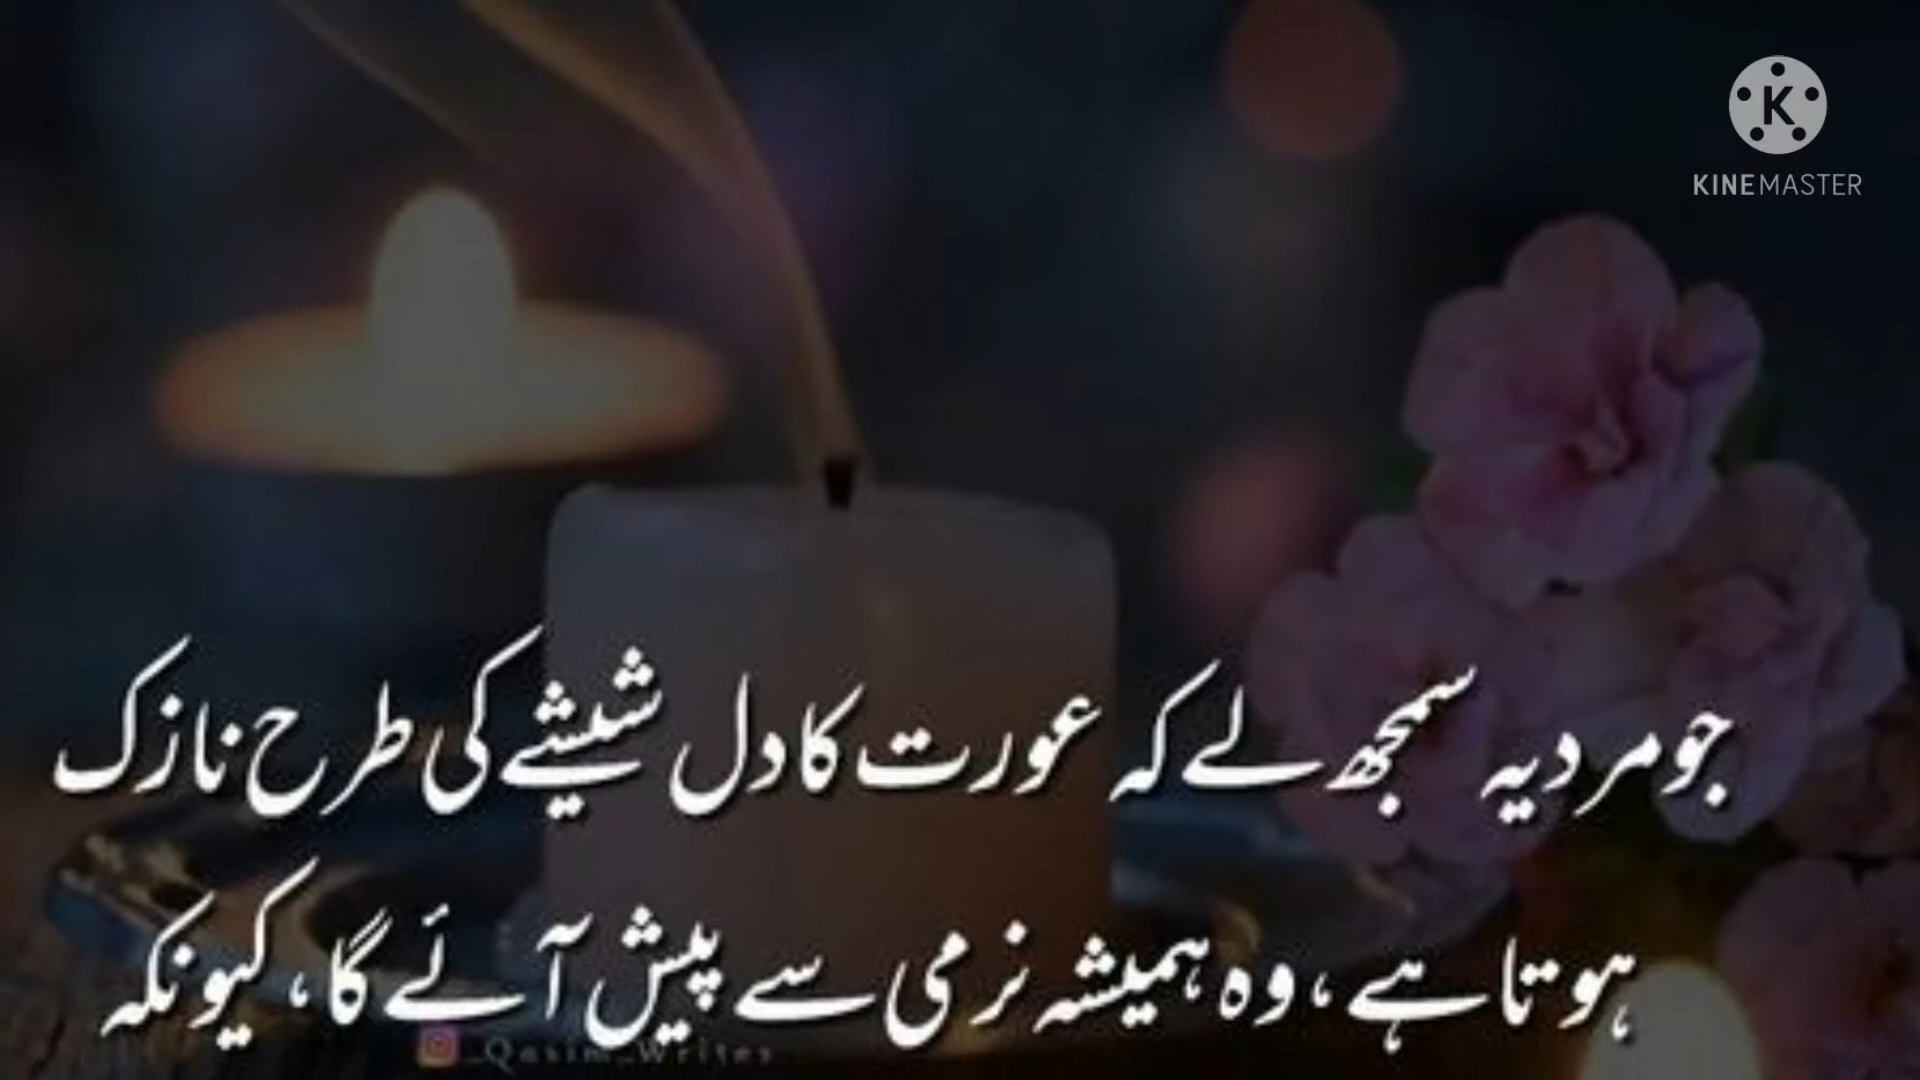 KINEMASTER
جو مرد یہ سمجھ لے کہ عورت کا دل شیشے کی طرح نازک
ہوتا ہے، وہ ہمیشہ نرمی سے پیش آئے گا، کیونکہ
_Qasim_Writes